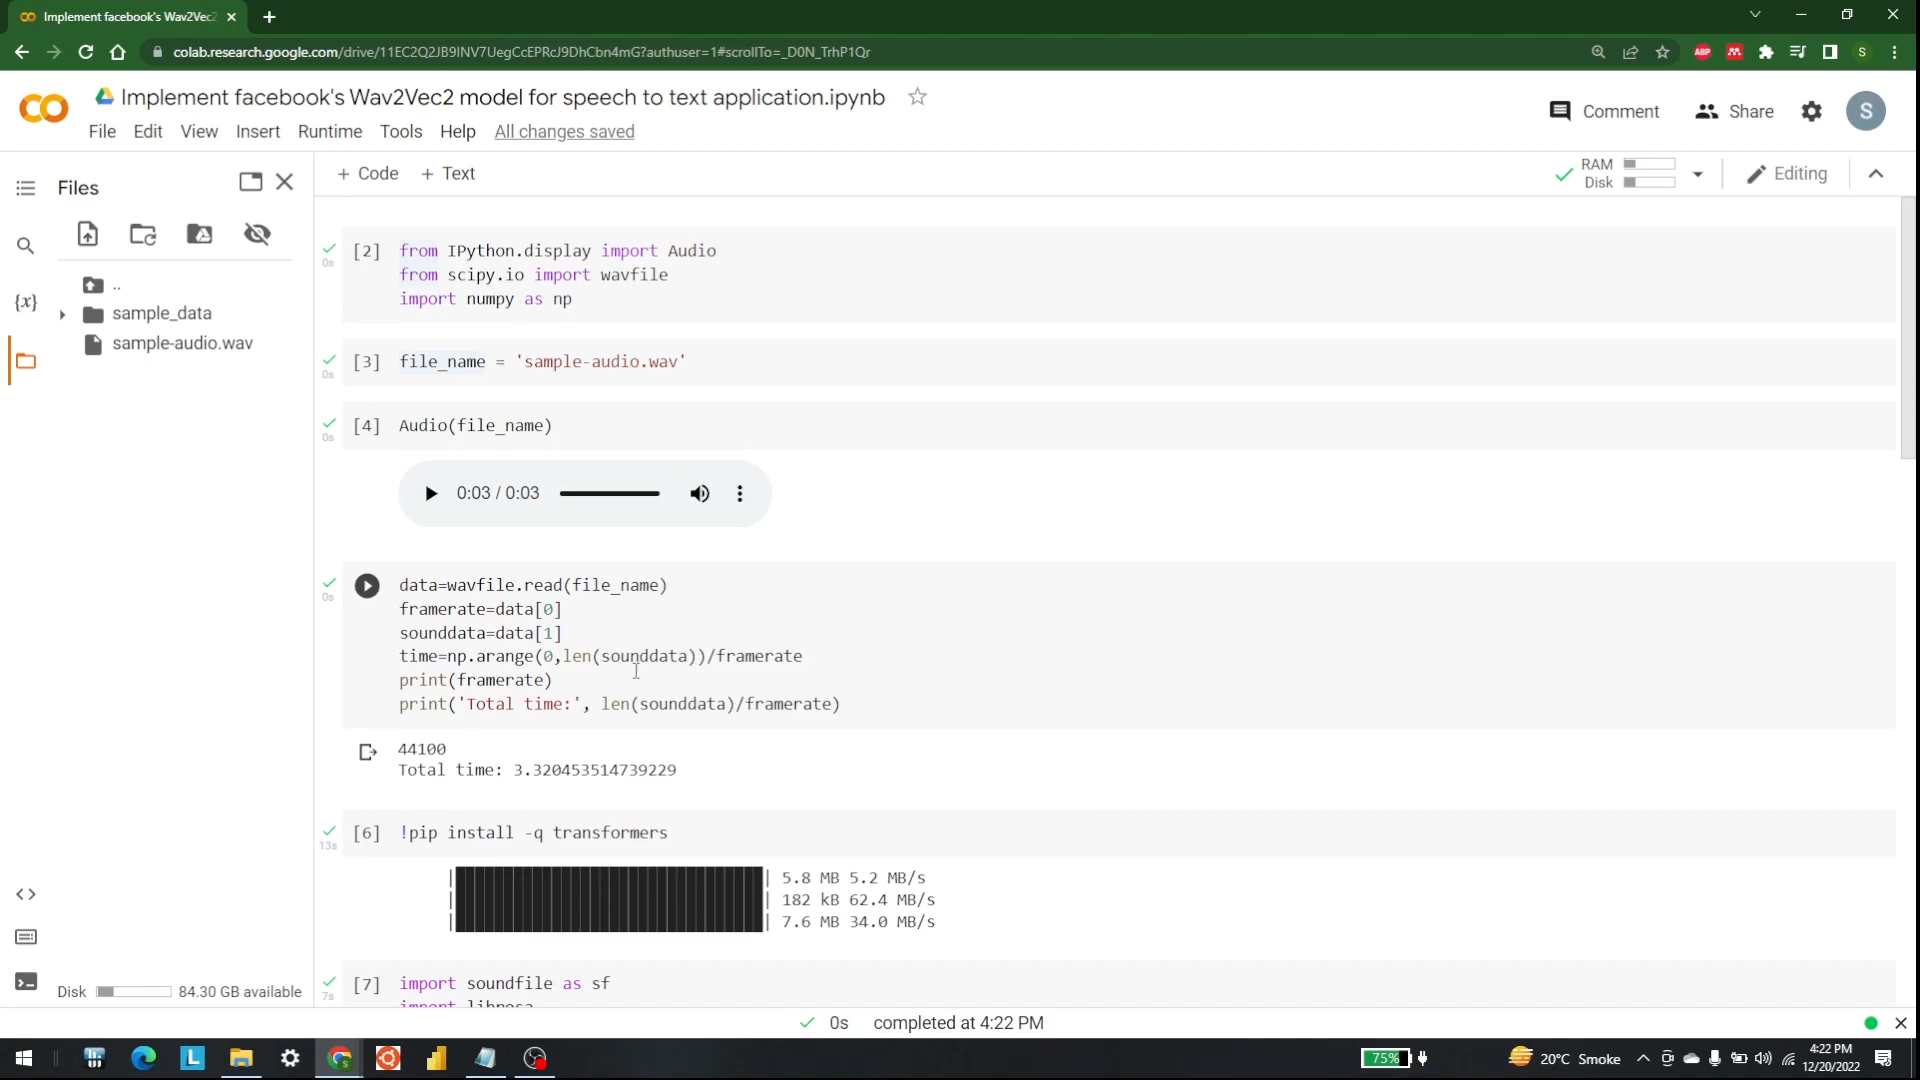 Implement facebook's Wav2Vec2
colab.research.google.com/drive/11EC2Q2JB9INV7UegCcEPRcJ9DhCbn4mG?authuser=1#scrollTo=_D0N_TrhP1Qr
ABP
S
Implement facebook's Wav2Vec2 model for speech to text application.ipynb
Comment
Share
S
File Edit View Insert Runtime Tools Help All changes saved
Files
+ Code + Text
RAM
Disk
Editing
..
sample_data
sample-audio.wav
{x}
0s
[2]
from IPython.display import Audio
from scipy.io import wavfile
import numpy as np
0s
[3] file_name = 'sample-audio.wav'
0s
[4] Audio(file_name)
0:03 / 0:03
0s
data=wavfile.read(file_name)
framerate=data[0]
sounddata=data[1]
time=np.arange(0,len(sounddata))/framerate
print(framerate)
print('Total time:', len(sounddata)/framerate)
44100
Total time: 3.320453514739229
13s
[6] !pip install -q transformers
5.8 MB 5.2 MB/s
182 kB 62.4 MB/s
7.6 MB 34.0 MB/s
7s
[7] import soundfile as sf
import librosa
Disk 84.30 GB available
0s completed at 4:22 PM
L
75%
20°C Smoke
4:22 PM
12/20/2022